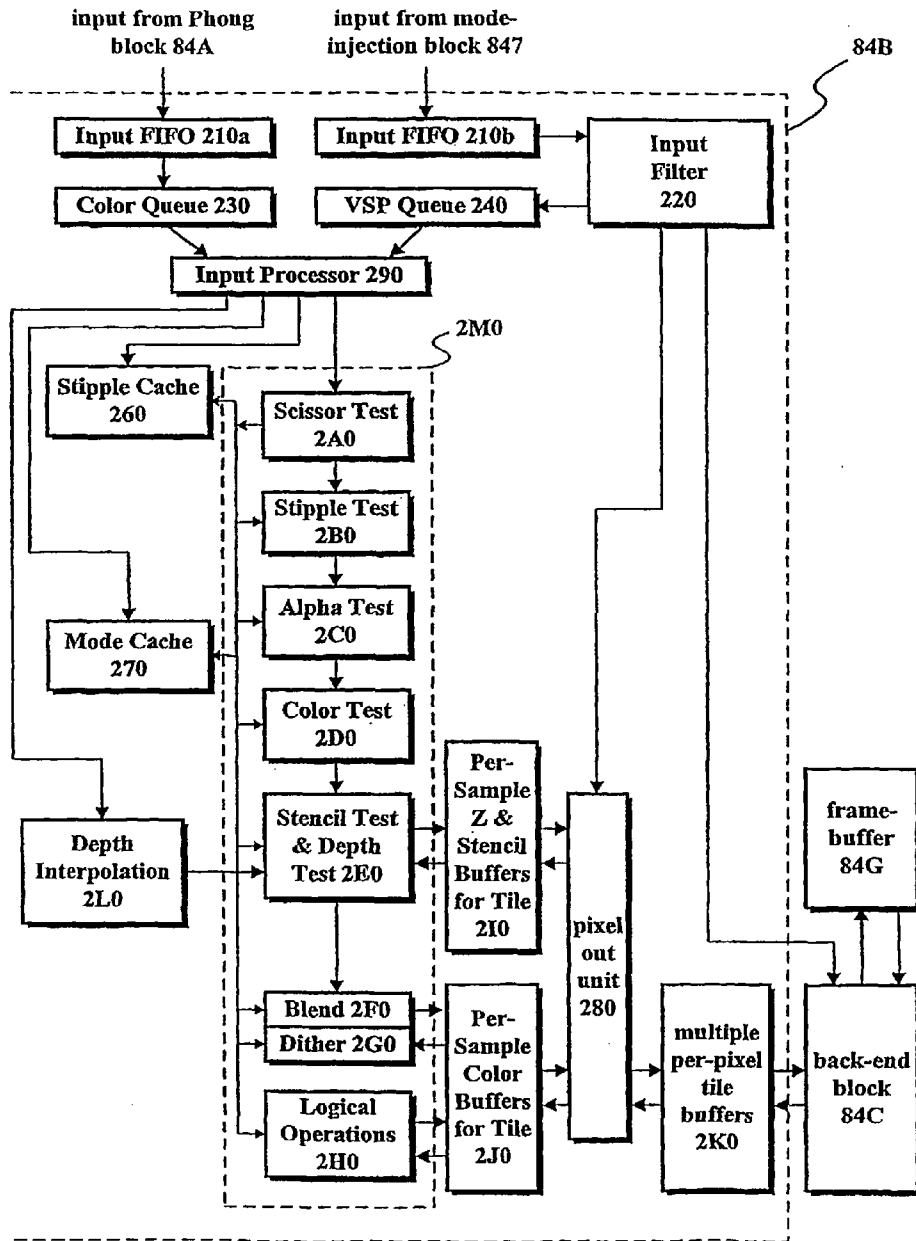 input from Phong
block 84A
input from mode-
injection block 847
84B
Input FIFO 210a
Input FIFO 210b
Input
Filter
220
Color Queue 230
VSP Queue 240
Input Processor 290
2M0
Stipple Cache
260
Scissor Test
2A0
Stipple Test
2B0
Alpha Test
2C0
Mode Cache
270
Color Test
2D0
Per-
Sample
Z &
Stencil
Buffers
for Tile
2I0
Stencil Test
& Depth
Test 2E0
Depth
Interpolation
2L0
frame-
buffer
84G
pixel
out
unit
280
Blend 2F0
Dither 2G0
Per-
Sample
Color
Buffers
for Tile
2J0
multiple
per-pixel
tile
buffers
2K0
back-end
block
84C
Logical
Operations
2H0